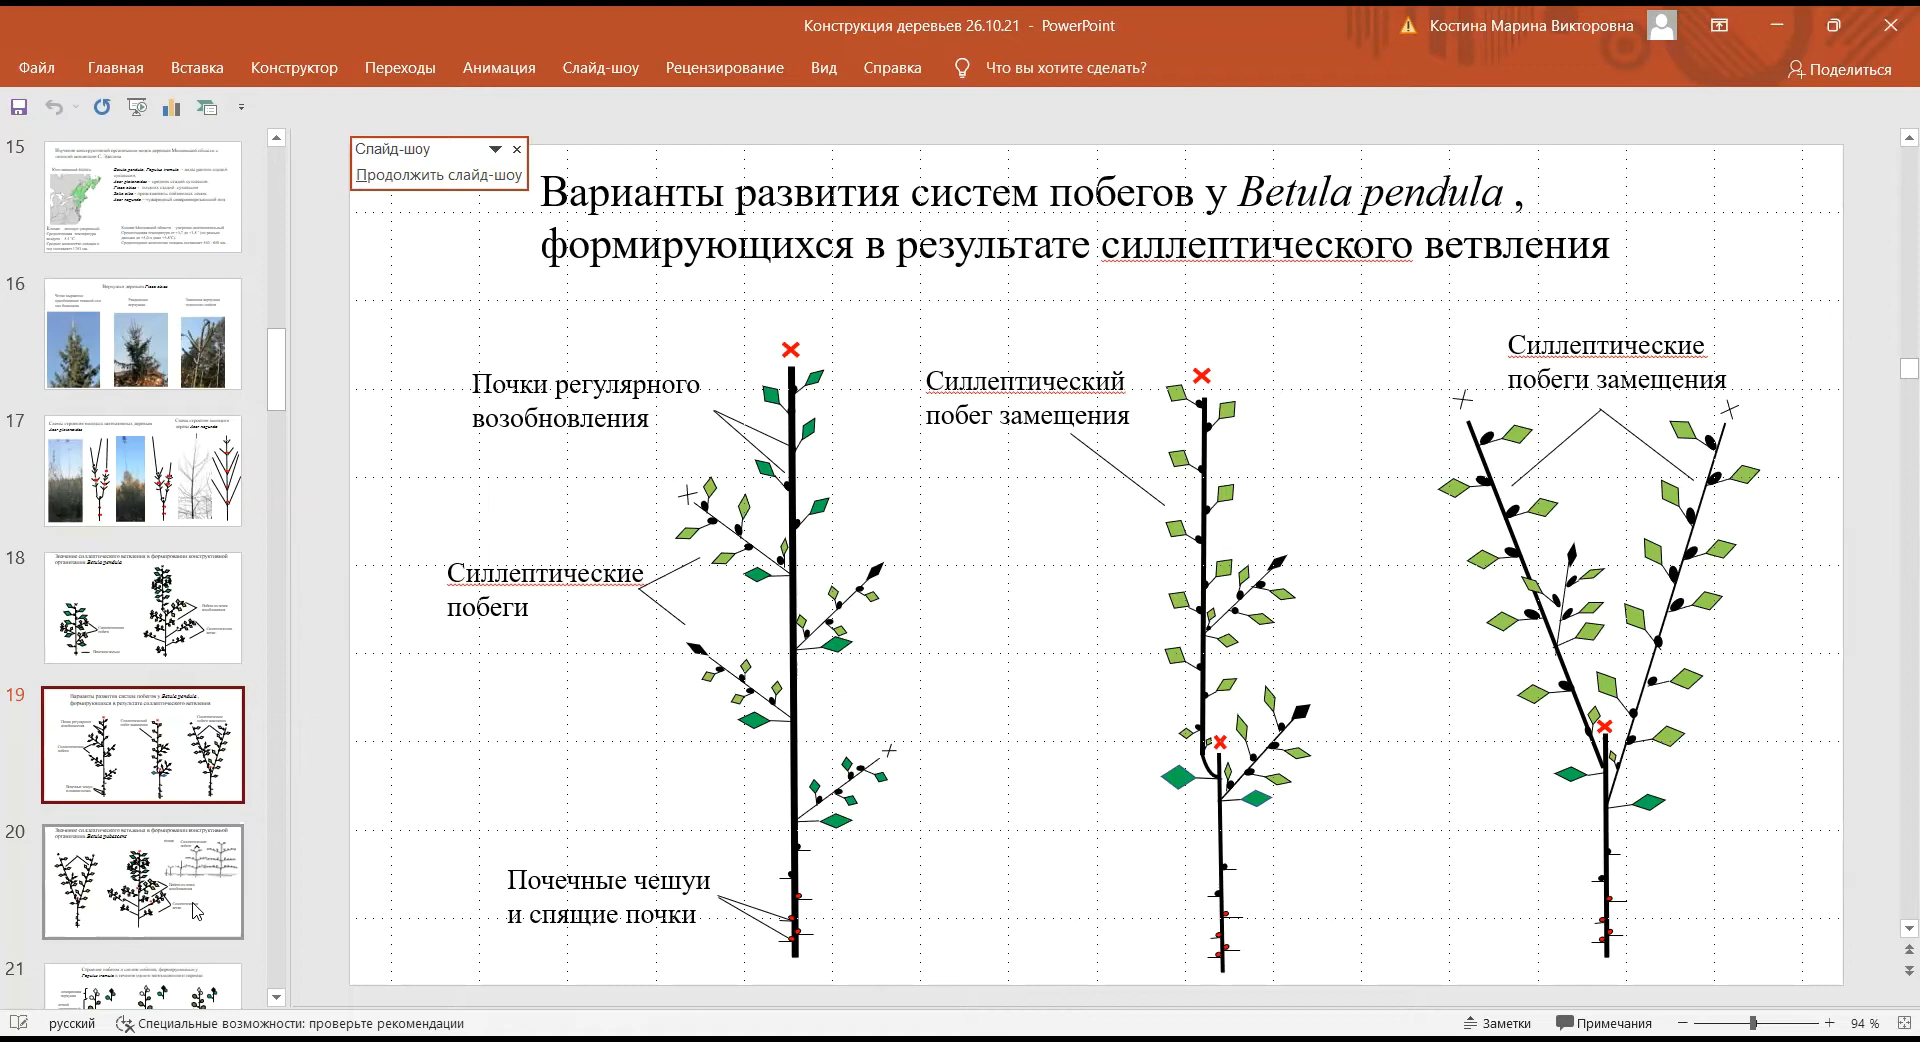 Конструкция деревьев 26.10.21 - PowerPoint
Костина Марина Викторовна
Файл Главная Вставка Конструктор Переходы Анимация Слайд-шоу Рецензирование Вид Справка Что вы хотите сделать? Поделиться
15
16
17
18
19
20
21
Слайд-шоу
Продолжить слайд-шоу
Варианты развития систем побегов у Betula pendula ,
формирующихся в результате силлептического ветвления
Почки регулярного
возобновления
Силлептические
побеги
Почечные чешуи
и спящие почки
Силлептический
побег замещения
Силлептические
побеги замещения
русский Специальные возможности: проверьте рекомендации Заметки Примечания 94 %